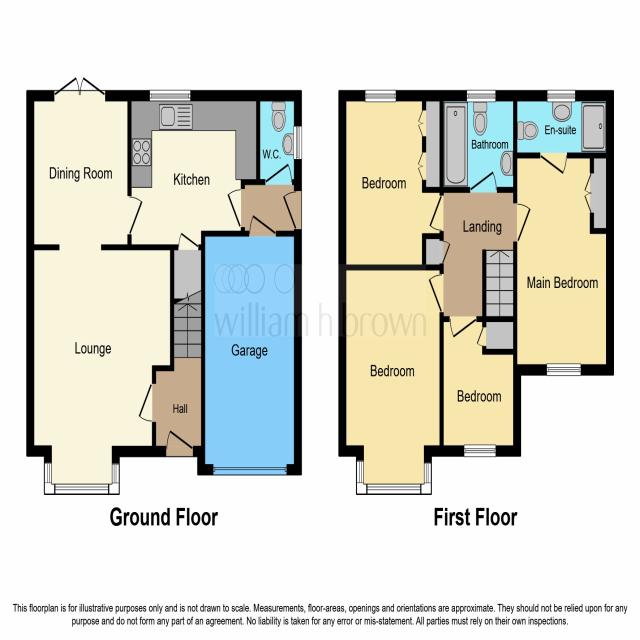 Dining Room
Kitchen
W.C.
Lounge
Hall
Garage
Ground Floor
Bedroom
Bathroom
En-suite
Landing
Main Bedroom
Bedroom
Bedroom
First Floor
william h brown
This floorplan is for illustrative purposes only and is not drawn to scale. Measurements, floor-areas, openings and orientations are approximate. They should not be relied upon for any
purpose and do not form any part of an agreement. No liability is taken for any error or mis-statement. All parties must rely on their own inspections.